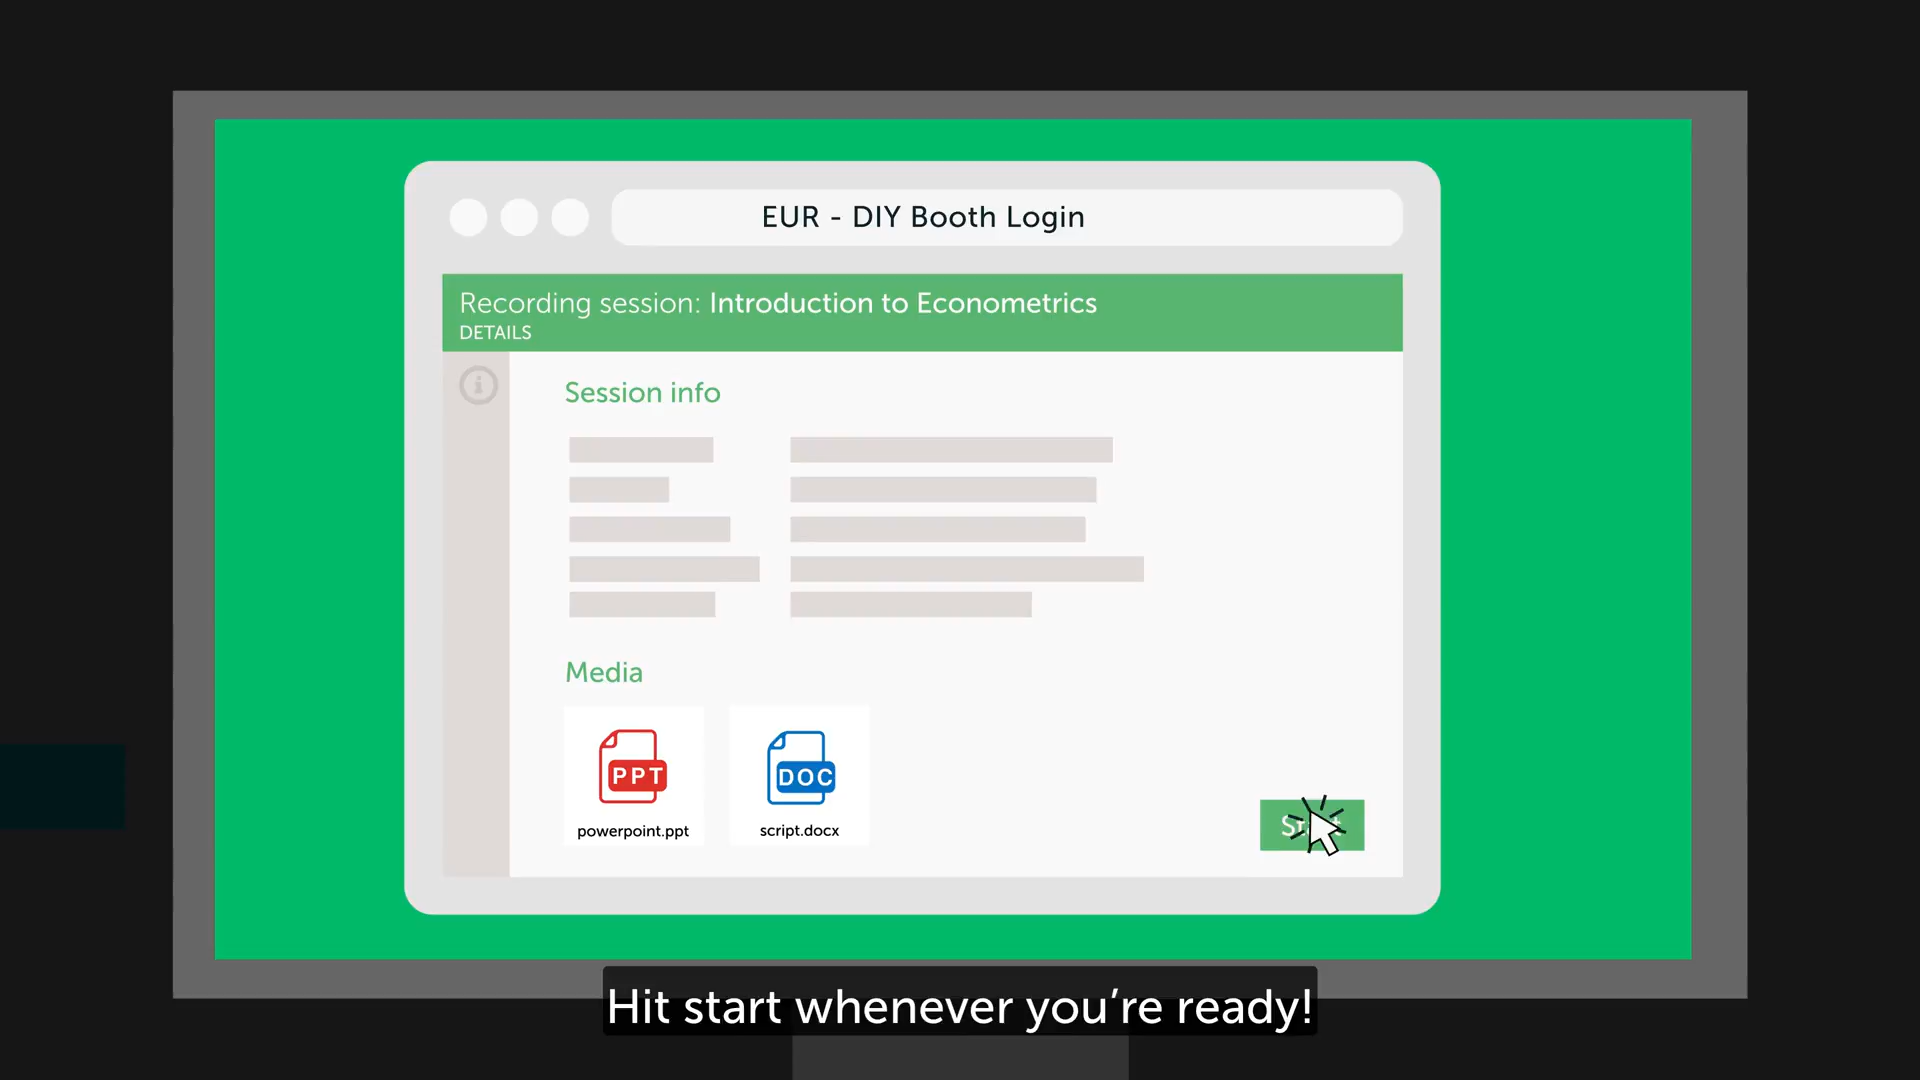 EUR - DIY Booth Login
Recording session: Introduction to Econometrics
DETAILS
Session info
Media
PPT
DOC
powerpoint.ppt
script.docx
Hit start whenever you’re ready!